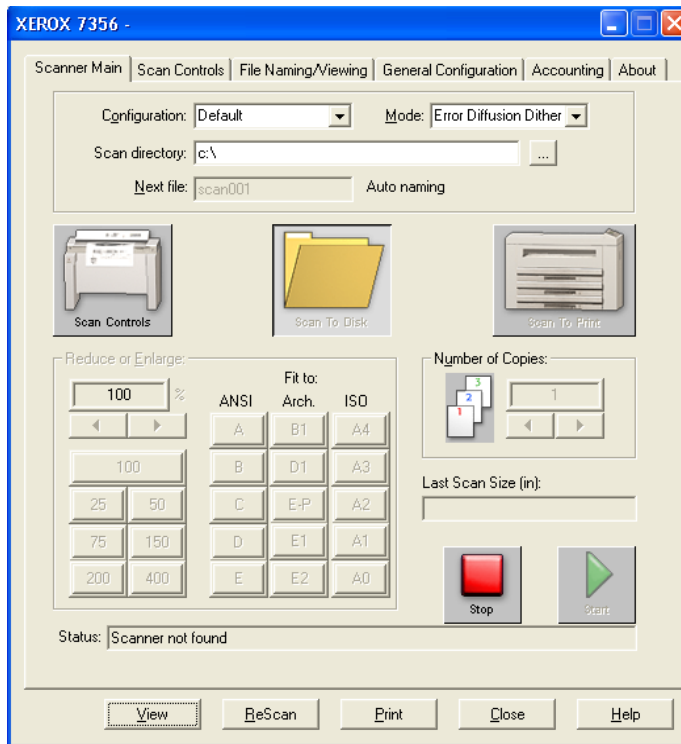 XEROX 7356 -
Scanner Main Scan Controls File Naming/Viewing General Configuration Accounting About
Configuration: Default Mode: Error Diffusion Dither
Scan directory: c:\ ...
Next file: scan001 Auto naming
Scan Controls Scan To Disk Scan To Print
Reduce or Enlarge: Number of Copies:
100 % Fit to: 3 2 1 1
ANSI Arch. ISO
A B1 A4
100 B D1 A3
Last Scan Size (in):
25 50 C E-P A2
75 150 D E1 A1
200 400 E E2 A0
Stop Start
Status: Scanner not found
View ReScan Print Close Help